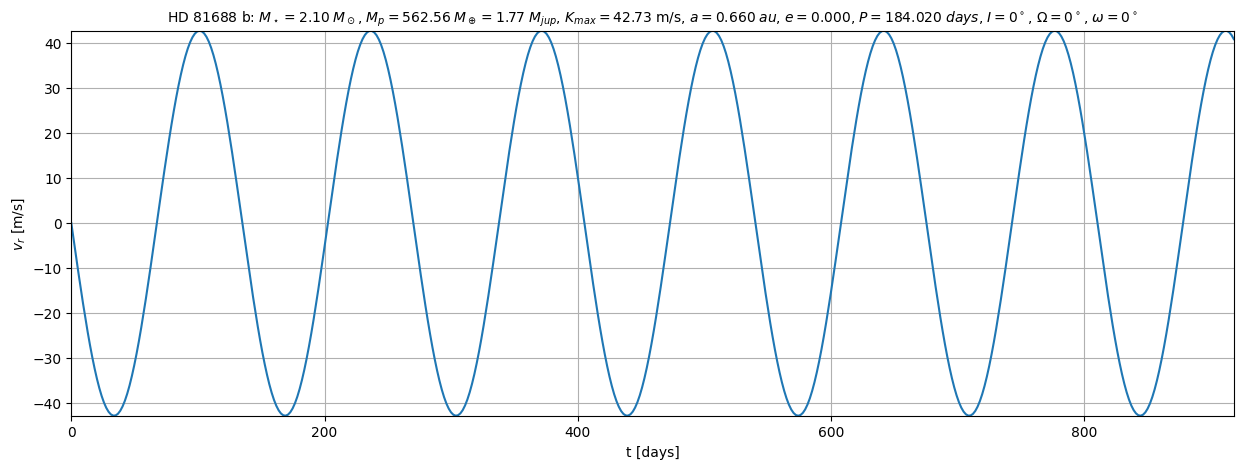 HD 81688 b: M⋆ = 2.10 M⊙, Mp = 562.56 M⊕ = 1.77 Mjup, Kmax = 42.73 m/s, a = 0.660 au, e = 0.000, P = 184.020 days, I = 0°, Ω = 0°, ω = 0°
40
30
20
10
0
−10
−20
−30
−40
vr [m/s]
0 200 400 600 800
t [days]